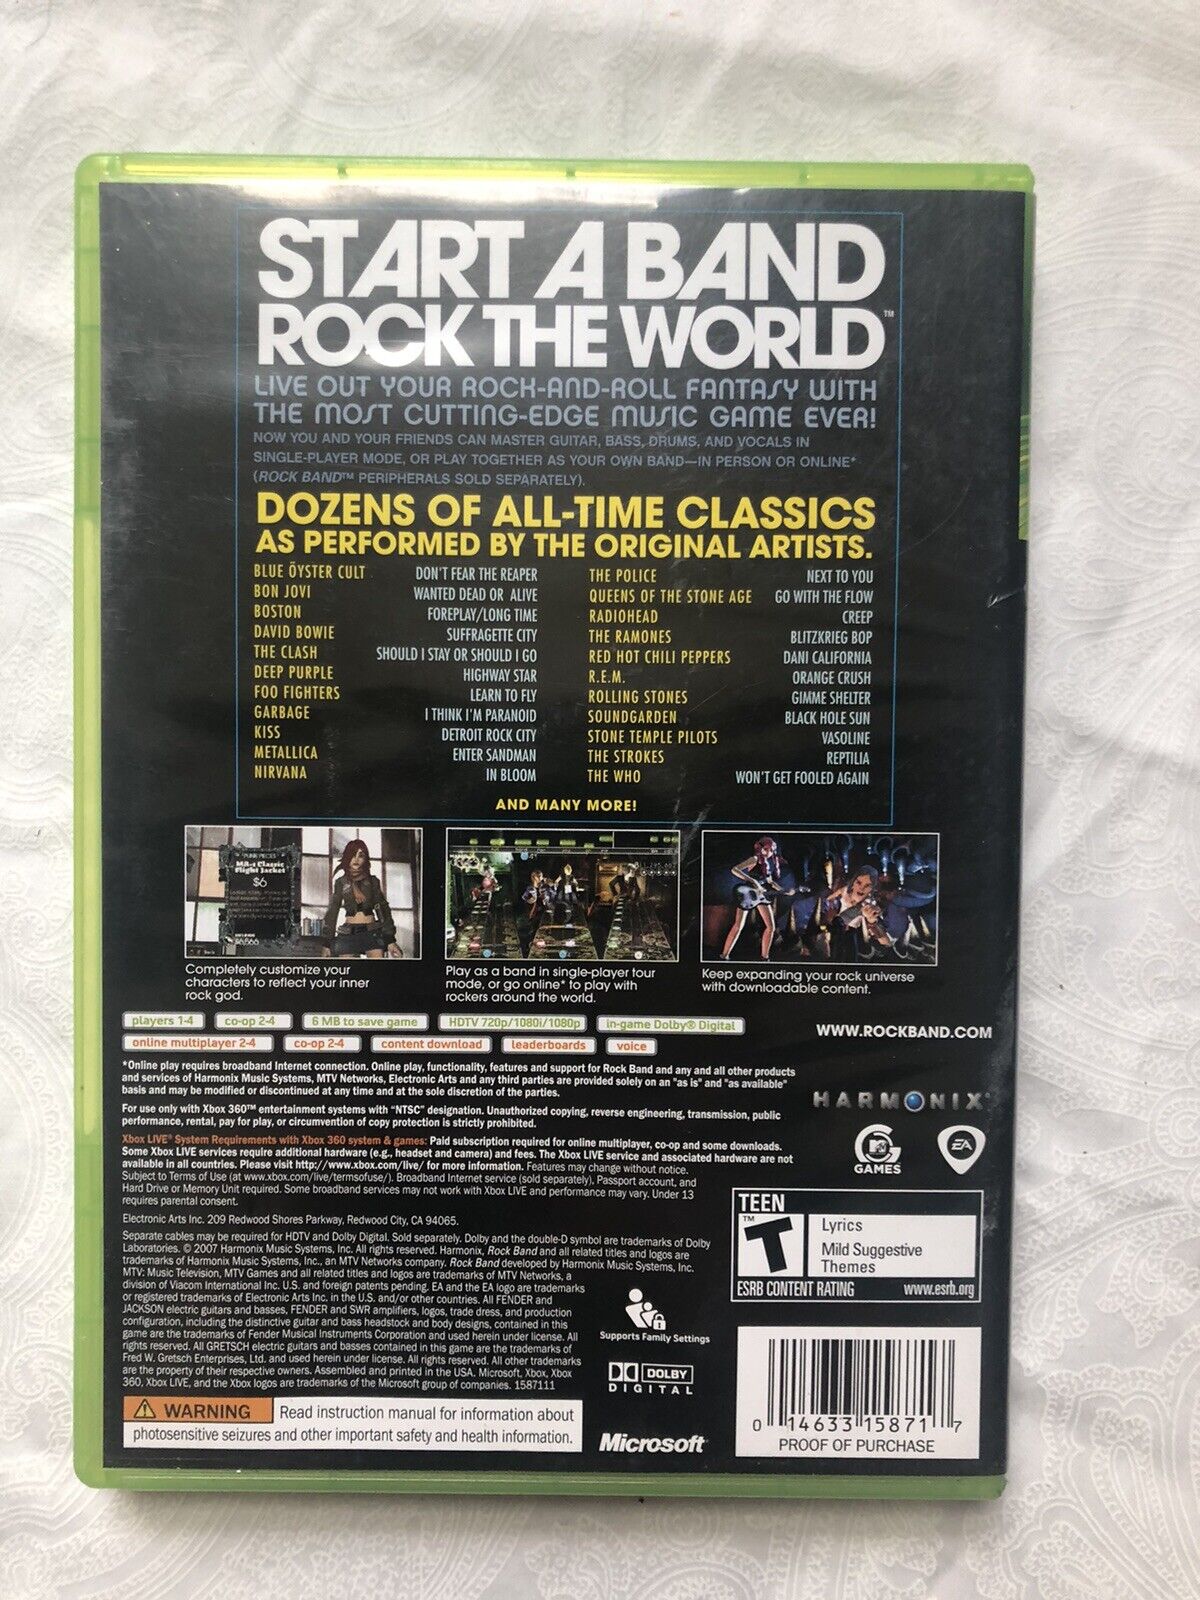 START A BAND
ROCK THE WORLD™
LIVE OUT YOUR ROCK-AND-ROLL FANTASY WITH
THE MOST CUTTING-EDGE MUSIC GAME EVER!
NOW YOU AND YOUR FRIENDS CAN MASTER GUITAR, BASS, DRUMS, AND VOCALS IN
SINGLE-PLAYER MODE, OR PLAY TOGETHER AS YOUR OWN BAND—IN PERSON OR ONLINE*
(ROCK BAND™ PERIPHERALS SOLD SEPARATELY).
DOZENS OF ALL-TIME CLASSICS
AS PERFORMED BY THE ORIGINAL ARTISTS.
BLUE ÖYSTER CULT DON'T FEAR THE REAPER
BON JOVI WANTED DEAD OR ALIVE
BOSTON FOREPLAY/LONG TIME
DAVID BOWIE SUFFRAGETTE CITY
THE CLASH SHOULD I STAY OR SHOULD I GO
DEEP PURPLE HIGHWAY STAR
FOO FIGHTERS LEARN TO FLY
GARBAGE I THINK I'M PARANOID
KISS DETROIT ROCK CITY
METALLICA ENTER SANDMAN
NIRVANA IN BLOOM
THE POLICE NEXT TO YOU
QUEENS OF THE STONE AGE GO WITH THE FLOW
RADIOHEAD CREEP
THE RAMONES BLITZKRIEG BOP
RED HOT CHILI PEPPERS DANI CALIFORNIA
R.E.M. ORANGE CRUSH
ROLLING STONES GIMME SHELTER
SOUNDGARDEN BLACK HOLE SUN
STONE TEMPLE PILOTS VASOLINE
THE STROKES REPTILIA
THE WHO WON'T GET FOOLED AGAIN
AND MANY MORE!
"PUNK PIECES"
MA-1 Classic
Flight Jacket
$6
Completely customize your
characters to reflect your inner
rock god.
Play as a band in single-player tour
mode, or go online* to play with
rockers around the world.
Keep expanding your rock universe
with downloadable content.
players 1-4 co-op 2-4 6 MB to save game HDTV 720p/1080i/1080p in-game Dolby® Digital
online multiplayer 2-4 co-op 2-4 content download leaderboards voice
WWW.ROCKBAND.COM
*Online play requires broadband Internet connection. Online play, functionality, features and support for Rock Band and any and all other products
and services of Harmonix Music Systems, MTV Networks, Electronic Arts and any third parties are provided solely on an "as is" and "as available"
basis and may be modified or discontinued at any time and at the sole discretion of the parties.
For use only with Xbox 360™ entertainment systems with "NTSC" designation. Unauthorized copying, reverse engineering, transmission, public
performance, rental, pay for play, or circumvention of copy protection is strictly prohibited.
Xbox LIVE® System Requirements with Xbox 360 system & games: Paid subscription required for online multiplayer, co-op and some downloads.
Some Xbox LIVE services require additional hardware (e.g., headset and camera) and fees. The Xbox LIVE service and associated hardware are not
available in all countries. Please visit http://www.xbox.com/live/ for more information. Features may change without notice.
Subject to Terms of Use (at www.xbox.com/live/termsofuse/). Broadband Internet service (sold separately), Passport account, and
Hard Drive or Memory Unit required. Some broadband services may not work with Xbox LIVE and performance may vary. Under 13
requires parental consent.
Electronic Arts Inc. 209 Redwood Shores Parkway, Redwood City, CA 94065.
Separate cables may be required for HDTV and Dolby Digital. Sold separately. Dolby and the double-D symbol are trademarks of Dolby
Laboratories. © 2007 Harmonix Music Systems, Inc. All rights reserved. Harmonix, Rock Band and all related titles and logos are
trademarks of Harmonix Music Systems, Inc., an MTV Networks company. Rock Band developed by Harmonix Music Systems, Inc.
MTV: Music Television, MTV Games and all related titles and logos are trademarks of MTV Networks, a
division of Viacom International Inc. U.S. and foreign patents pending. EA and the EA logo are trademarks
or registered trademarks of Electronic Arts Inc. in the U.S. and/or other countries. All FENDER and
JACKSON electric guitars and basses, FENDER and SWR amplifiers, logos, trade dress, and production
configuration, including the distinctive guitar and bass headstock and body designs, contained in this
game are the trademarks of Fender Musical Instruments Corporation and used herein under license. All
rights reserved. All GRETSCH electric guitars and basses contained in this game are the trademarks of
Fred W. Gretsch Enterprises, Ltd. and used herein under license. All rights reserved. All other trademarks
are the property of their respective owners. Assembled and printed in the USA. Microsoft, Xbox, Xbox
360, Xbox LIVE, and the Xbox logos are trademarks of the Microsoft group of companies. 1587111
HARMONIX
MTV
GAMES
EA
TEEN
T™
Lyrics
Mild Suggestive
Themes
ESRB CONTENT RATING www.esrb.org
Supports Family Settings
DOLBY
DIGITAL
Microsoft
WARNING Read instruction manual for information about
photosensitive seizures and other important safety and health information.
0 14633 15871 7
PROOF OF PURCHASE